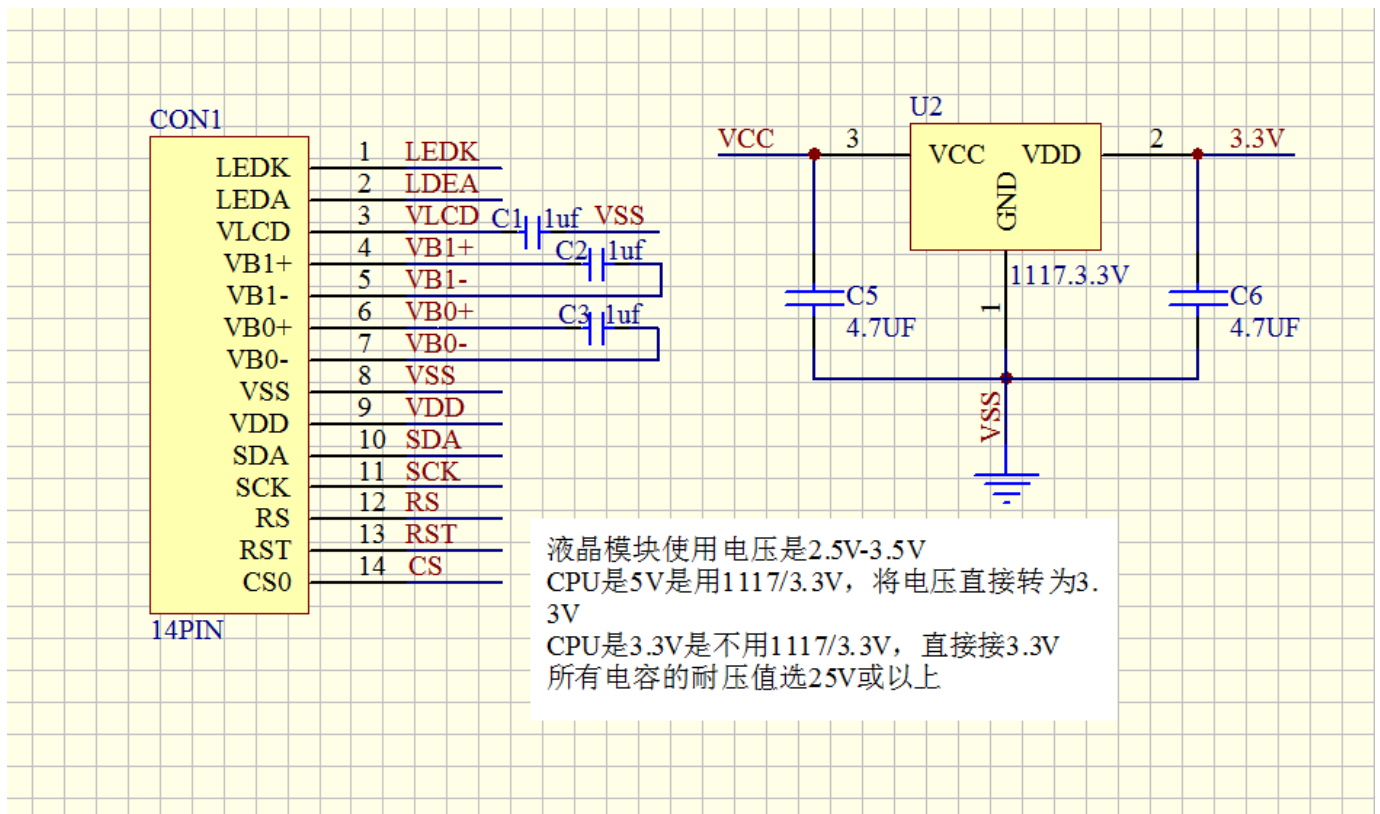 CON1
LEDK 1 LEDK
LEDA 2 LDEA
VLCD 3 VLCD C1 1uf VSS
VB1+ 4 VB1+ C2 1uf
VB1- 5 VB1-
VB0+ 6 VB0+ C3 1uf
VB0- 7 VB0-
VSS 8 VSS
VDD 9 VDD
SDA 10 SDA
SCK 11 SCK
RS 12 RS
RST 13 RST
CS0 14 CS
14PIN
U2
VCC 3 VCC VDD 2 3.3V
GND
1117.3.3V
1
C5
4.7UF
C6
4.7UF
VSS
液晶模块使用电压是2.5V-3.5V
CPU是5V是用1117/3.3V，将电压直接转为3.
3V
CPU是3.3V是不用1117/3.3V，直接接3.3V
所有电容的耐压值选25V或以上